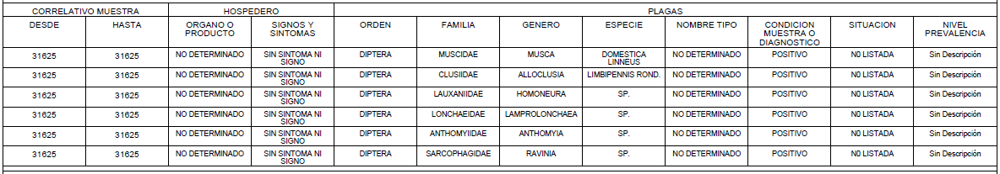 CORRELATIVO MUESTRA HOSPEDERO PLAGAS
DESDE HASTA ORGANO O PRODUCTO SIGNOS Y SINTOMAS ORDEN FAMILIA GENERO ESPECIE NOMBRE TIPO CONDICION MUESTRA O DIAGNOSTICO SITUACION NIVEL PREVALENCIA
31625 31625 NO DETERMINADO SIN SINTOMA NI SIGNO DIPTERA MUSCIDAE MUSCA DOMESTICA LINNEUS NO DETERMINADO POSITIVO N0 LISTADA Sin Descripción
31625 31625 NO DETERMINADO SIN SINTOMA NI SIGNO DIPTERA CLUSIIDAE ALLOCLUSIA LIMBIPENNIS ROND. NO DETERMINADO POSITIVO N0 LISTADA Sin Descripción
31625 31625 NO DETERMINADO SIN SINTOMA NI SIGNO DIPTERA LAUXANIIDAE HOMONEURA SP. NO DETERMINADO POSITIVO N0 LISTADA Sin Descripción
31625 31625 NO DETERMINADO SIN SINTOMA NI SIGNO DIPTERA LONCHAEIDAE LAMPROLONCHAEA SP. NO DETERMINADO POSITIVO N0 LISTADA Sin Descripción
31625 31625 NO DETERMINADO SIN SINTOMA NI SIGNO DIPTERA ANTHOMYIIDAE ANTHOMYIA SP. NO DETERMINADO POSITIVO N0 LISTADA Sin Descripción
31625 31625 NO DETERMINADO SIN SINTOMA NI SIGNO DIPTERA SARCOPHAGIDAE RAVINIA SP. NO DETERMINADO POSITIVO N0 LISTADA Sin Descripción